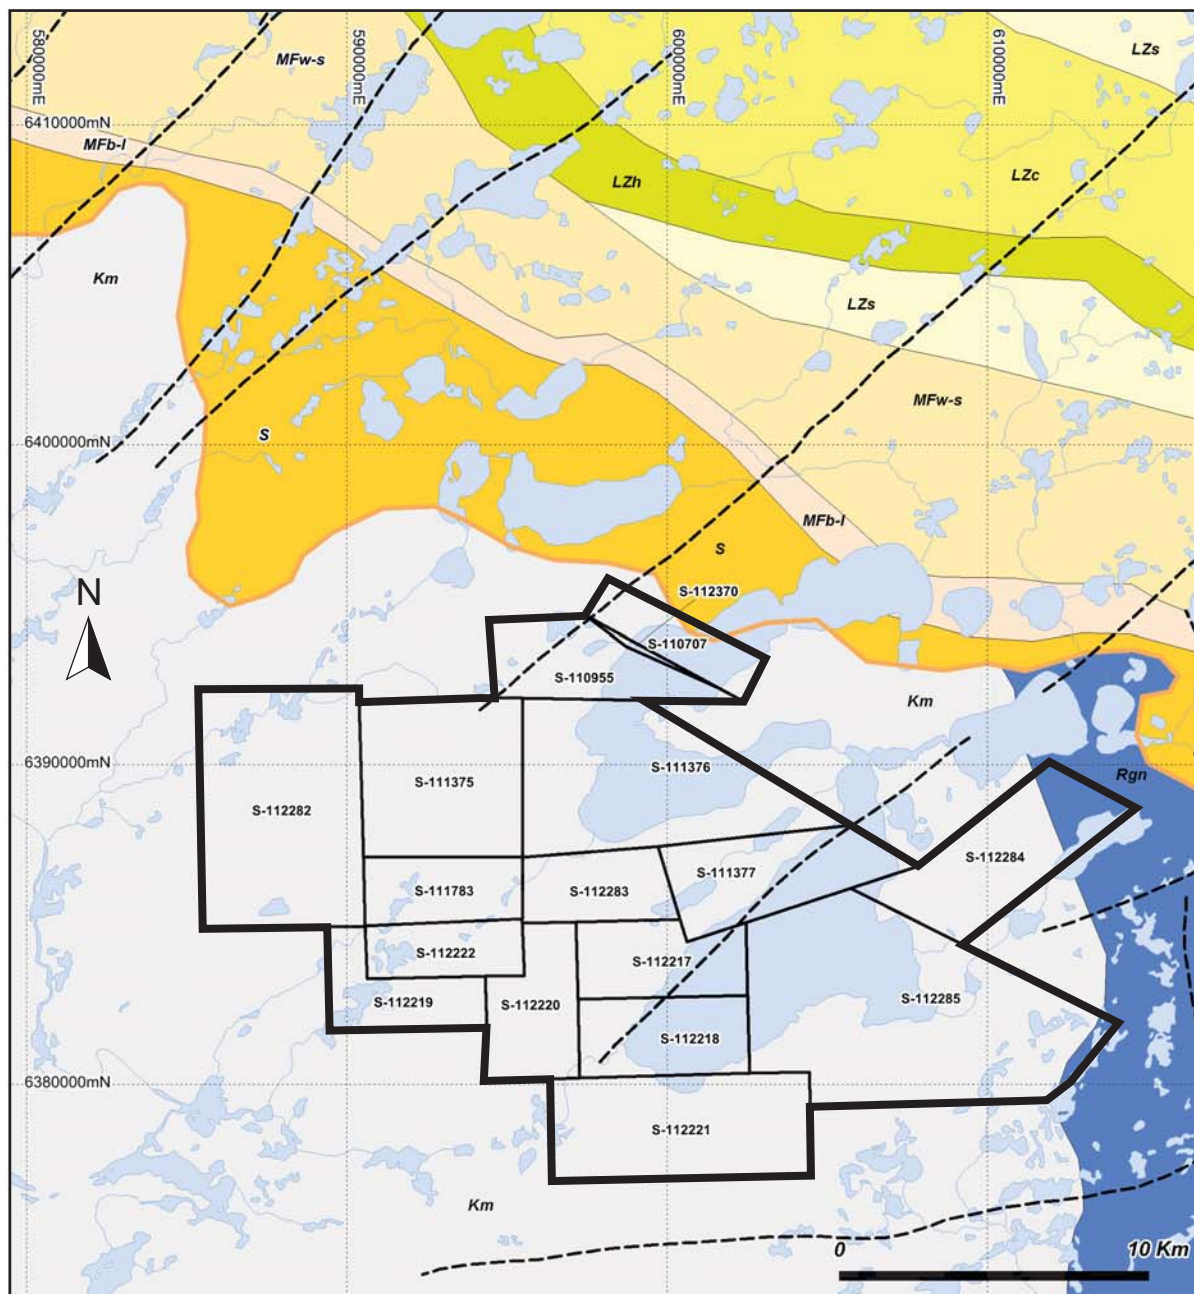 580000mE
590000mE
600000mE
610000mE
LZs
MFw-s
6410000mN
MFb-l
LZh
LZc
Km
LZs
MFw-s
S
6400000mN
MFb-l
S
N
S-112370
S-110707
S-110955
Km
6390000mN
S-111376
Rgn
S-111375
S-112282
S-112284
S-111377
S-111783
S-112283
S-112222
S-112217
S-112219
S-112220
S-112285
S-112218
6380000mN
S-112221
Km
0
10 Km